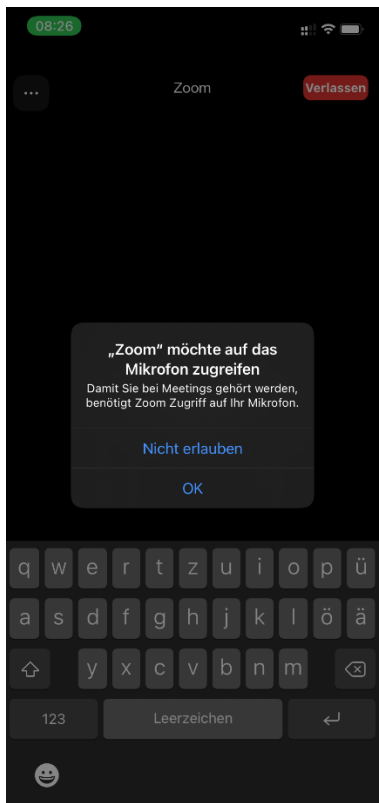 08:26
... Zoom Verlassen
„Zoom“ möchte auf das
Mikrofon zugreifen
Damit Sie bei Meetings gehört werden,
benötigt Zoom Zugriff auf Ihr Mikrofon.
Nicht erlauben
OK
q w e r t z u i o p ü
a s d f g h j k l ö ä
y x c v b n m
123 Leerzeichen